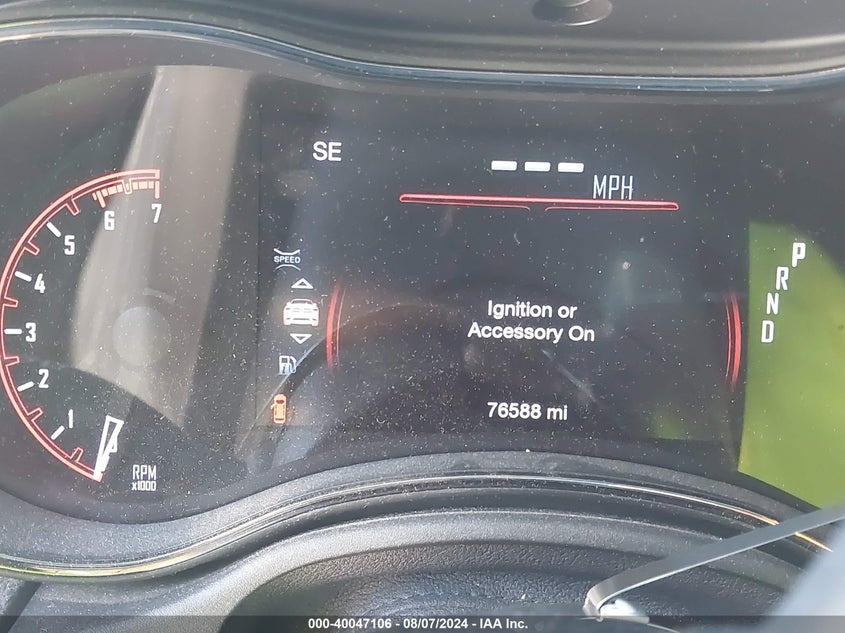 SE
MPH
7
6
5
4
3
2
1
RPM
x1000
SPEED
Ignition or
Accessory On
76588 mi
P
R
N
D
000-40047106 - 08/07/2024 - IAA Inc.